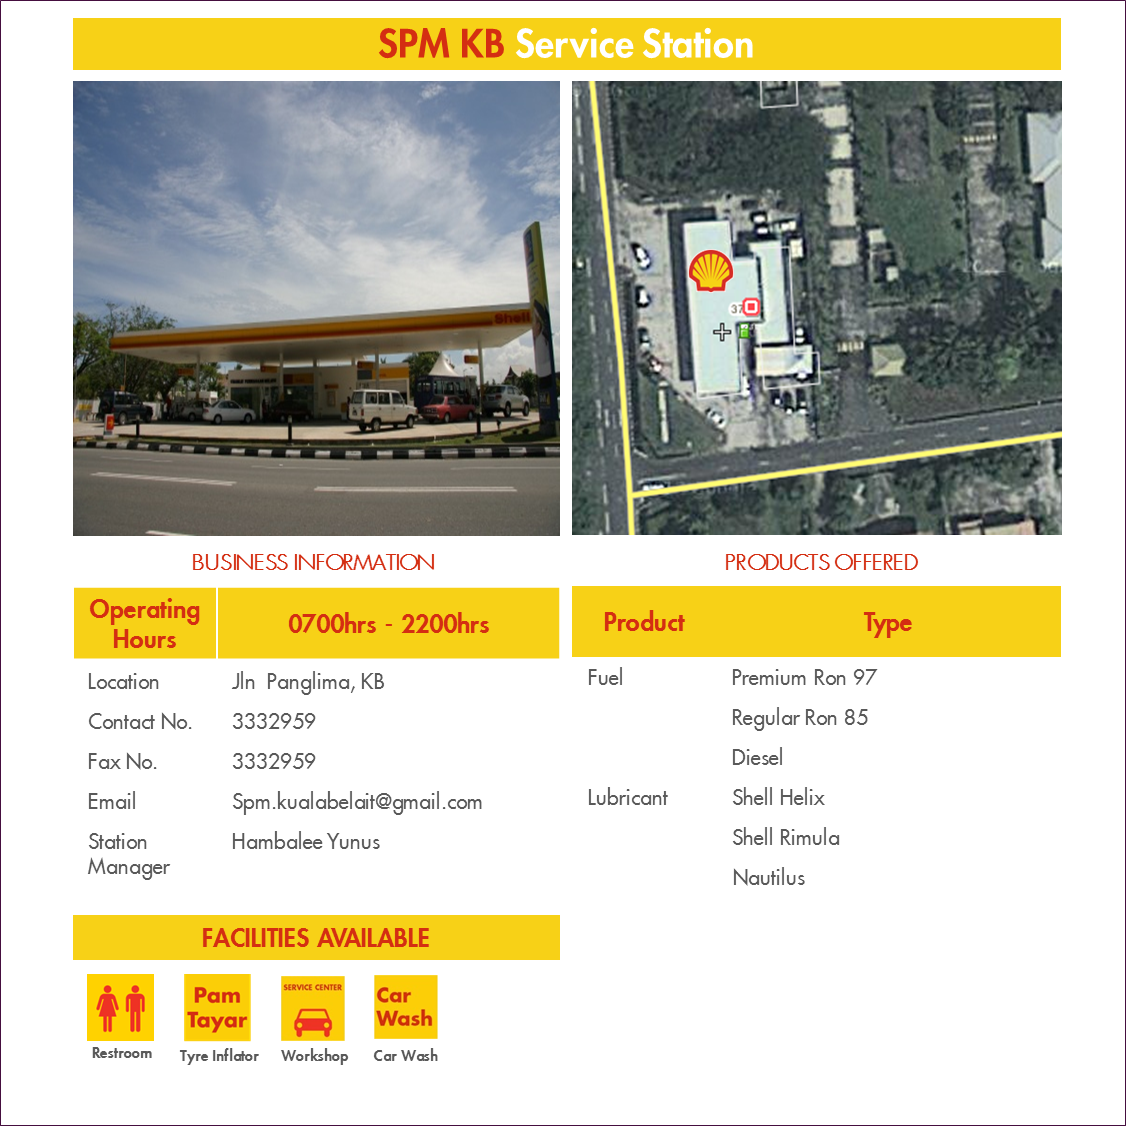 SPM KB Service Station
Shell
37
BUSINESS INFORMATION
Operating
Hours
0700hrs - 2200hrs
Location Jln Panglima, KB
Contact No. 3332959
Fax No. 3332959
Email Spm.kualabelait@gmail.com
Station
Manager
Hambalee Yunus
PRODUCTS OFFERED
Product Type
Fuel Premium Ron 97
Regular Ron 85
Diesel
Lubricant Shell Helix
Shell Rimula
Nautilus
FACILITIES AVAILABLE
Pam
Tayar
SERVICE CENTER
Car
Wash
Restroom Tyre Inflator Workshop Car Wash